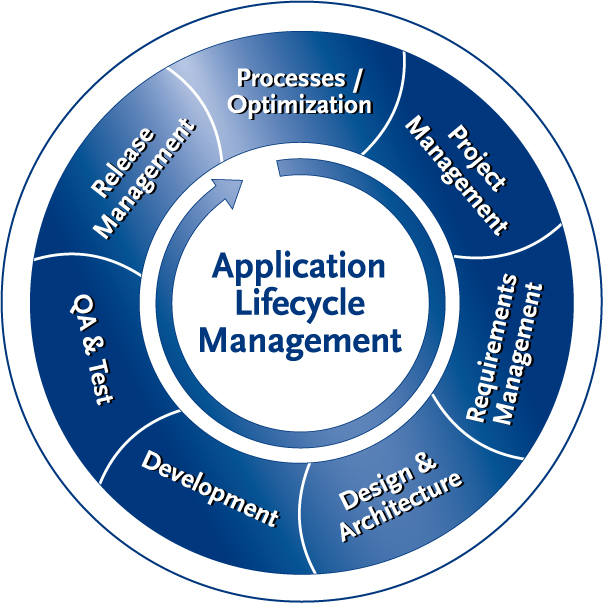 Processes /
Optimization
Project
Management
Requirements
Management
Design &
Architecture
Development
QA & Test
Release
Management
Application
Lifecycle
Management